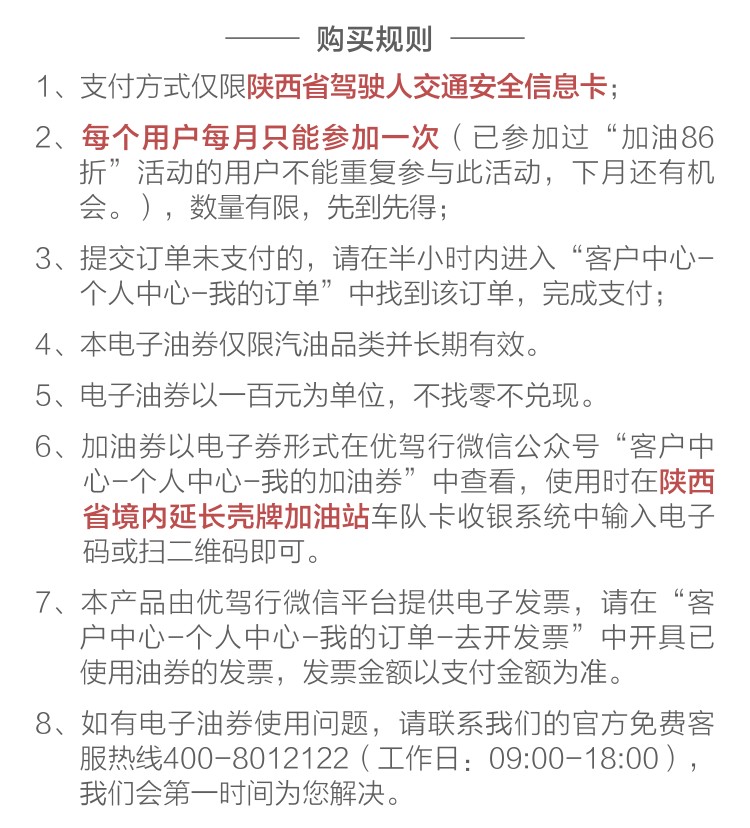 购买规则
1、支付方式仅限陕西省驾驶人交通安全信息卡；
2、每个用户每月只能参加一次（已参加过“加油86
折”活动的用户不能重复参与此活动，下月还有机
会。），数量有限，先到先得；
3、提交订单未支付的，请在半小时内进入“客户中心-
个人中心-我的订单”中找到该订单，完成支付；
4、本电子油券仅限汽油品类并长期有效。
5、电子油券以一百元为单位，不找零不兑现。
6、加油券以电子券形式在优驾行微信公众号“客户中
心-个人中心-我的加油券”中查看，使用时在陕西
省境内延长壳牌加油站车队卡收银系统中输入电子
码或扫二维码即可。
7、本产品由优驾行微信平台提供电子发票，请在“客
户中心-个人中心-我的订单-去开发票”中开具已
使用油券的发票，发票金额以支付金额为准。
8、如有电子油券使用问题，请联系我们的官方免费客
服热线400-8012122（工作日：09:00-18:00），
我们会第一时间为您解决。